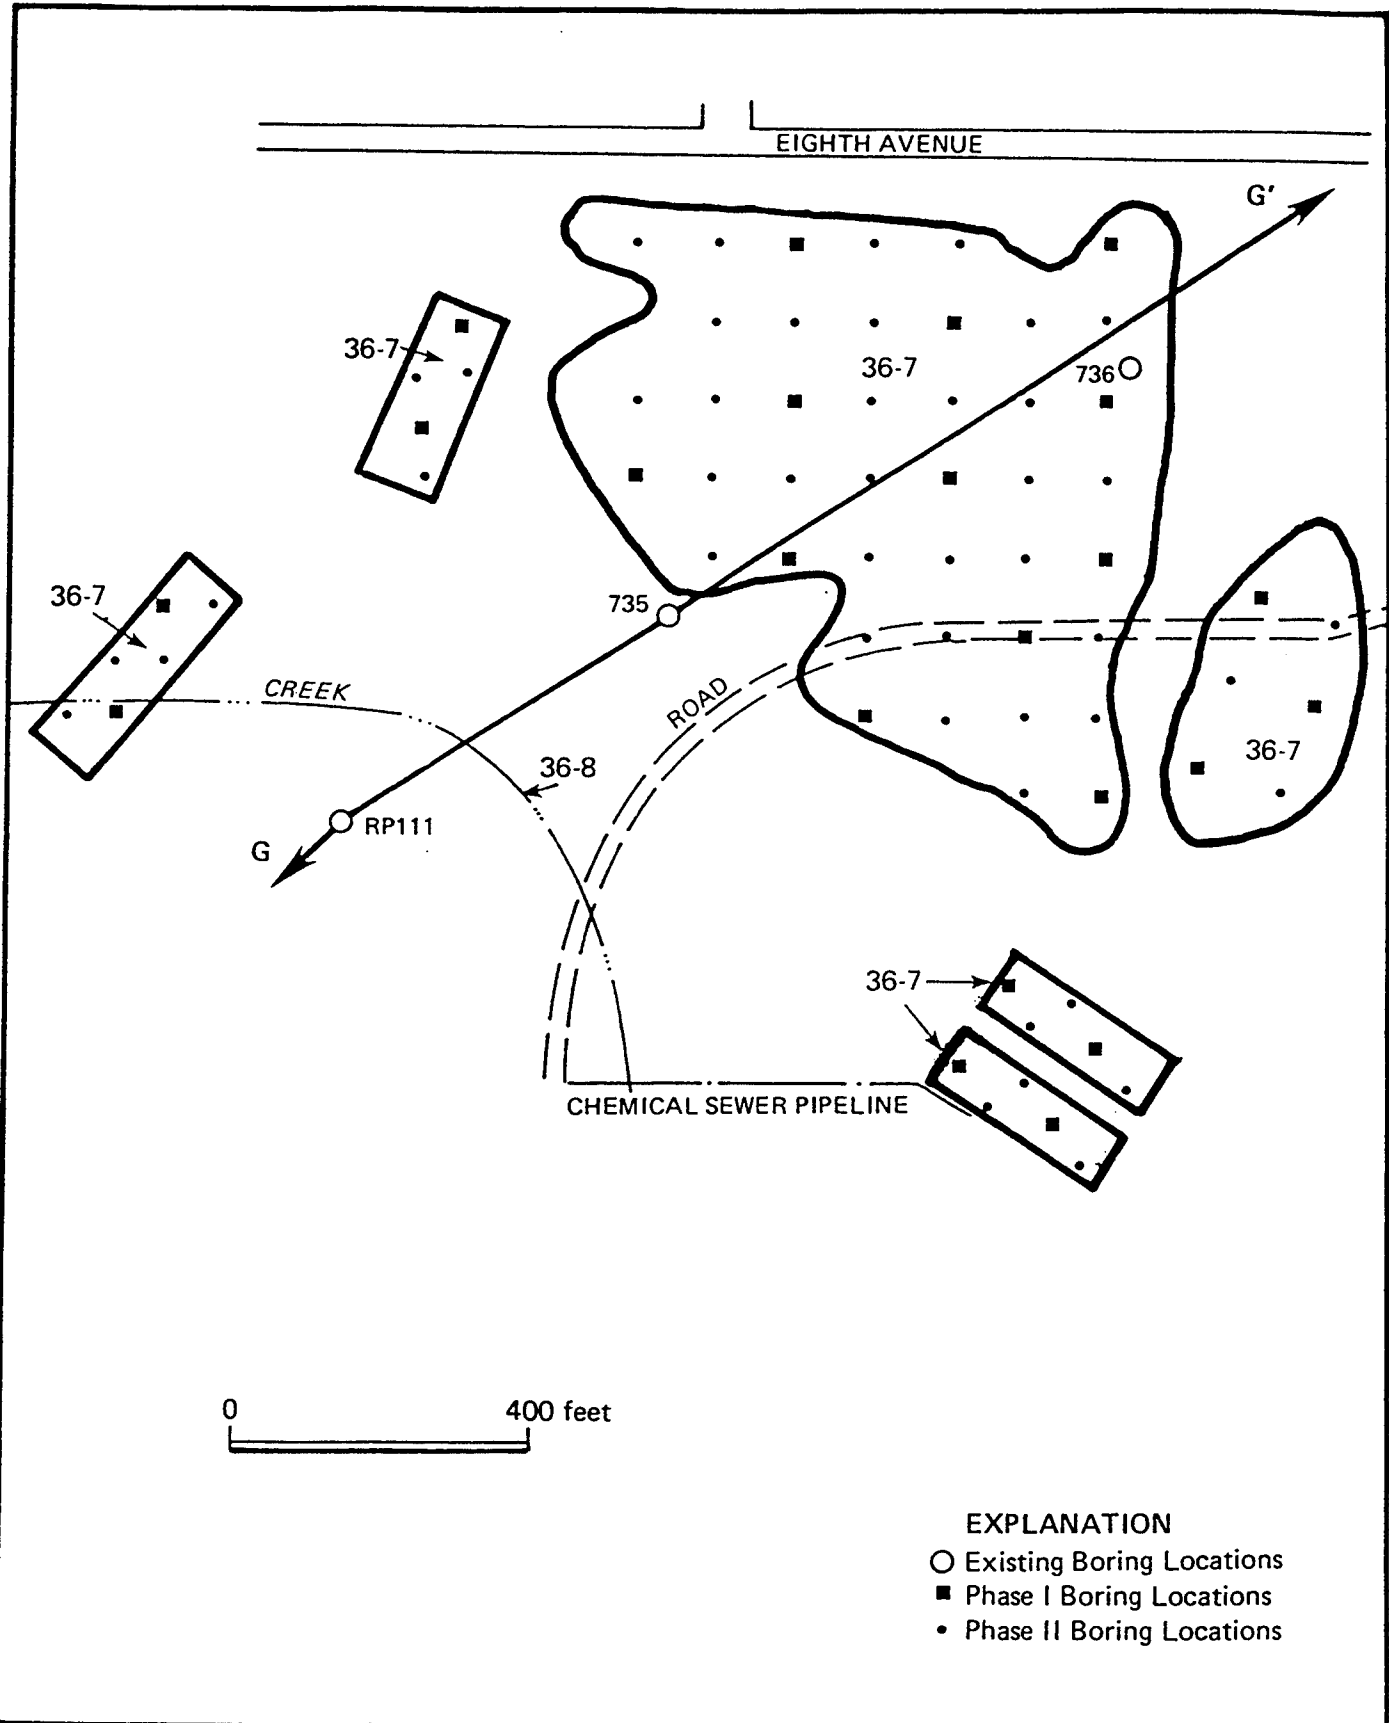 EIGHTH AVENUE
G'
36-7
36-7
736
36-7
735
CREEK
ROAD
36-7
36-8
RP111
G
36-7
CHEMICAL SEWER PIPELINE
0 400 feet
EXPLANATION
Existing Boring Locations
Phase I Boring Locations
Phase II Boring Locations